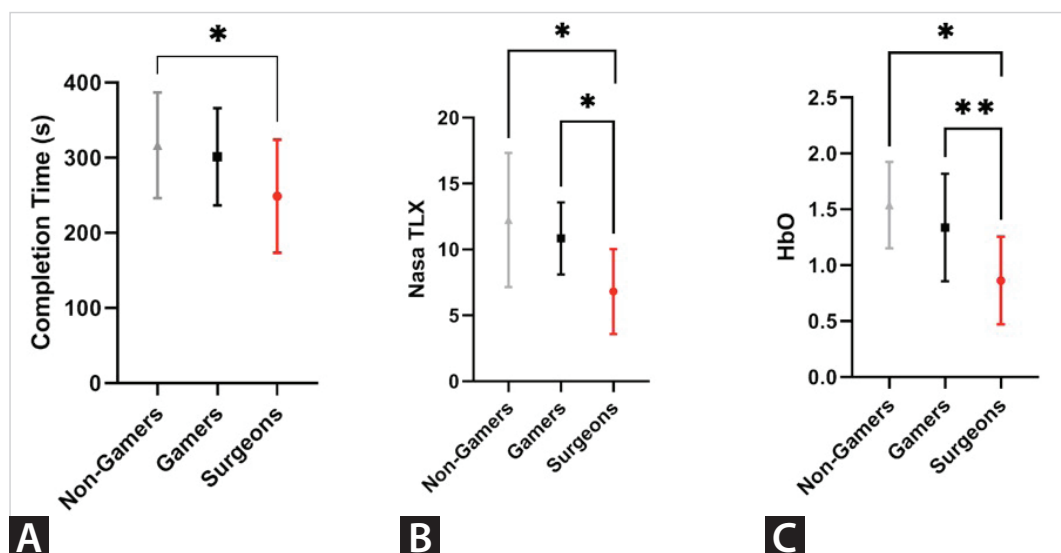 *
Completion Time (s)
400
300
200
100
0
Non-Gamers
Gamers
Surgeons
A
*
*
Nasa TLX
20
15
10
5
0
Non-Gamers
Gamers
Surgeons
B
*
**
HbO
2.5
2.0
1.5
1.0
0.5
0.0
Non-Gamers
Gamers
Surgeons
C